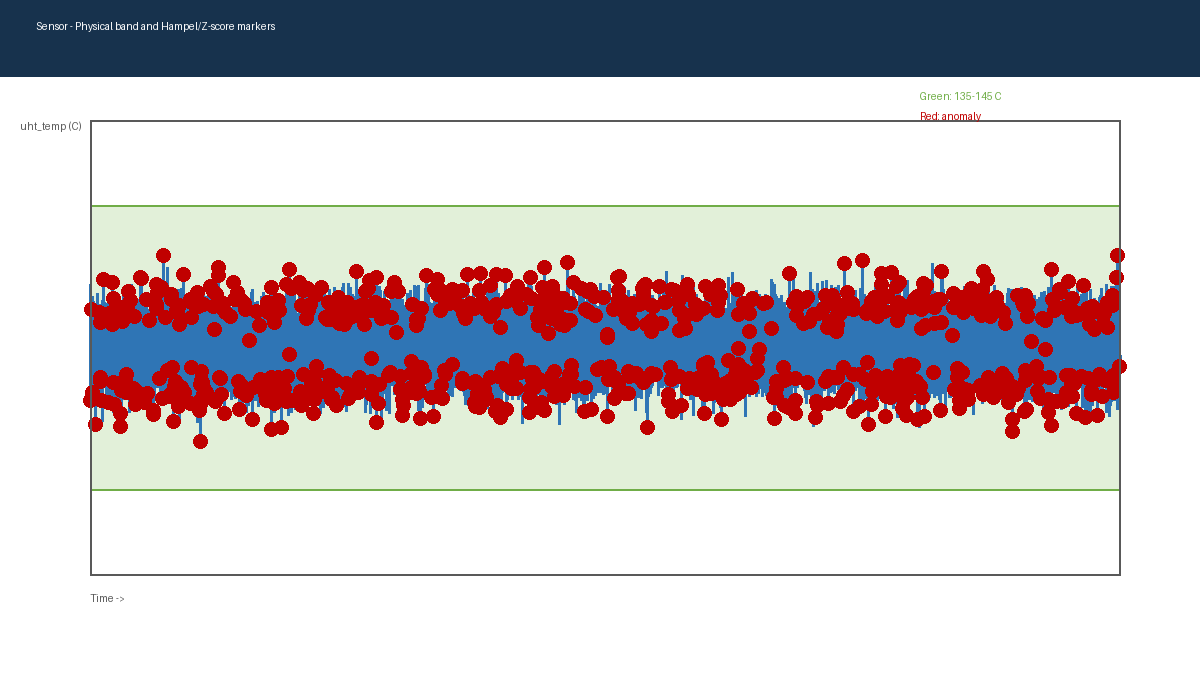 Sensor - Physical band and Hampel/Z-score markers
Green: 135-145 C
Red: anomaly
uht_temp (C)
Time ->